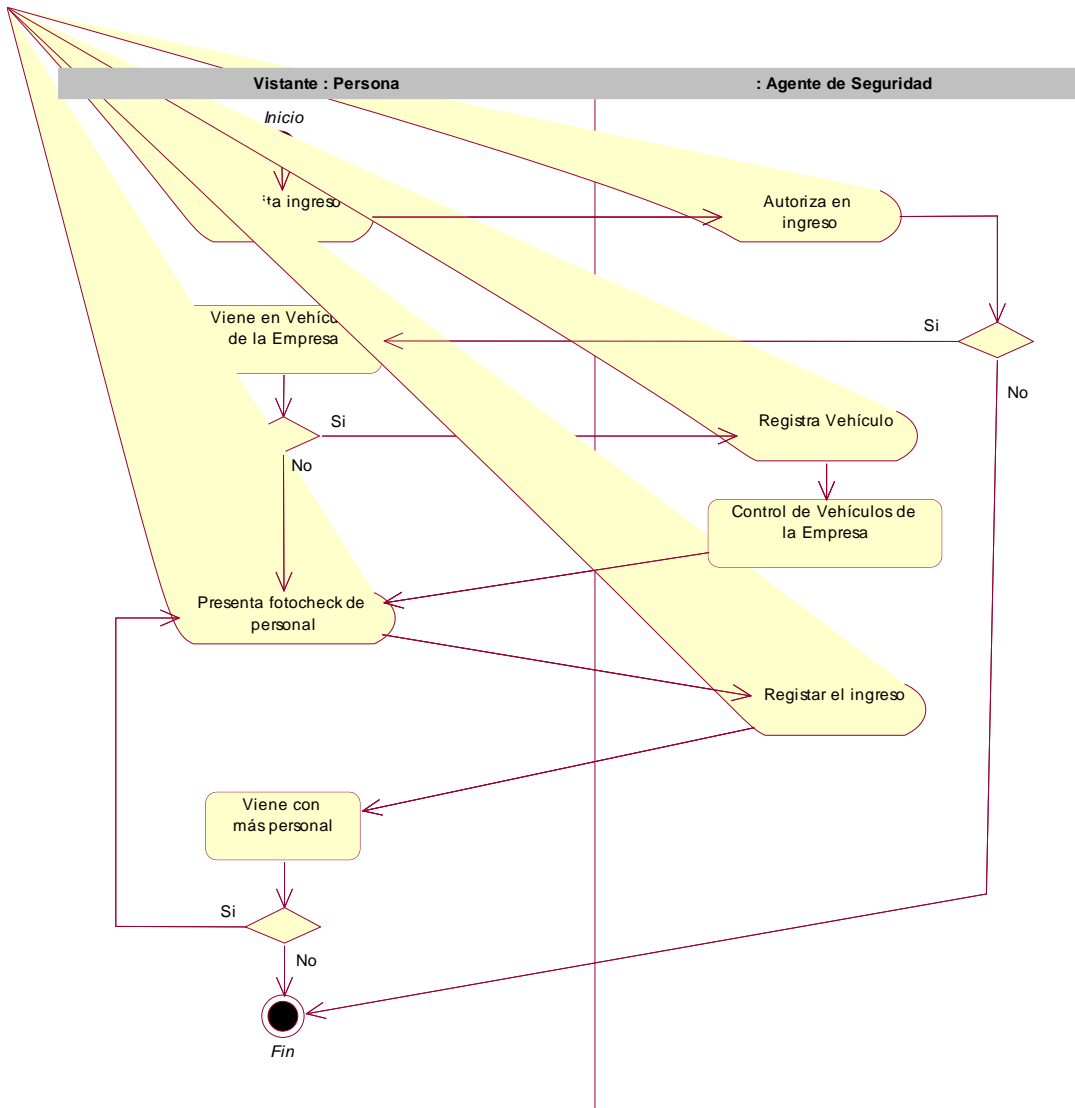 Vistante : Persona
: Agente de Seguridad
Inicio
ingreso
Autoriza en
ingreso
Viene en
de la Empresa
Si
No
Si
No
Registra Vehículo
Control de Vehículos de
la Empresa
Presenta fotocheck de
personal
Registar el ingreso
Viene con
más personal
Si
No
Fin